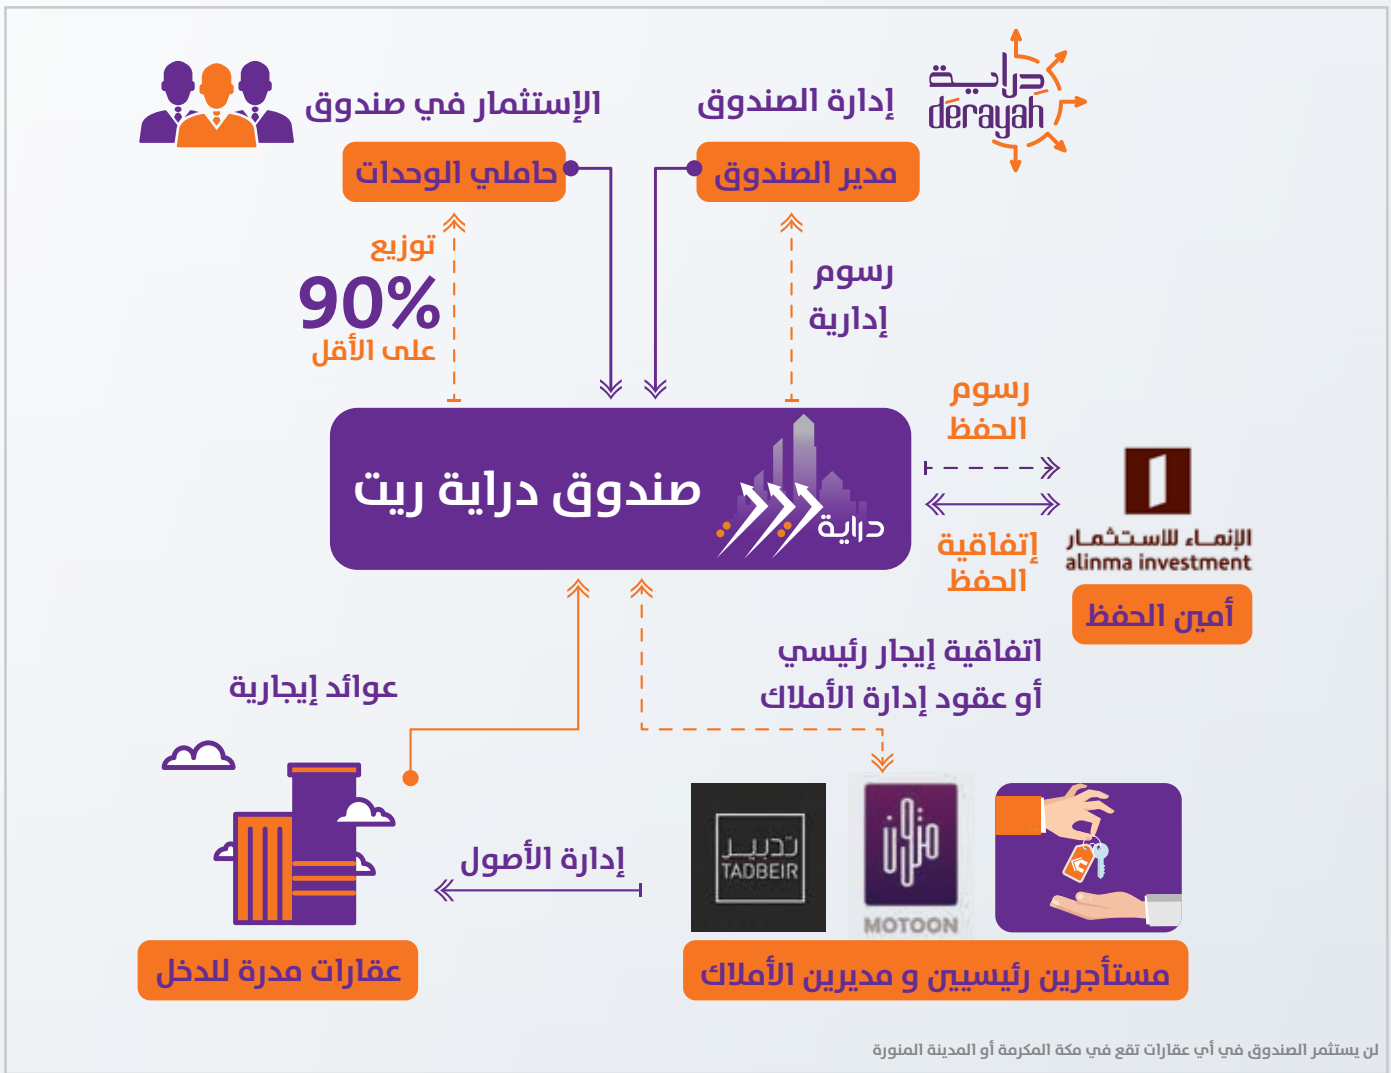 دراية
dērayah
إدارة الصندوق
مدير الصندوق
الإستثمار في صندوق
حاملي الوحدات
توزيع
90%
على الأقل
رسوم
إدارية
صندوق دراية ريت
دراية
رسوم
الحفظ
إتفاقية
الحفظ
الإنماء للاستثمار
alinma investment
أمين الحفظ
اتفاقية إيجار رئيسي
أو عقود إدارة الأملاك
عوائد إيجارية
إدارة الأصول
متون
MOTOON
تدبير
TADBEIR
مستأجرين رئيسيين و مديرين الأملاك
عقارات مدرة للدخل
لن يستثمر الصندوق في أي عقارات تقع في مكة المكرمة أو المدينة المنورة